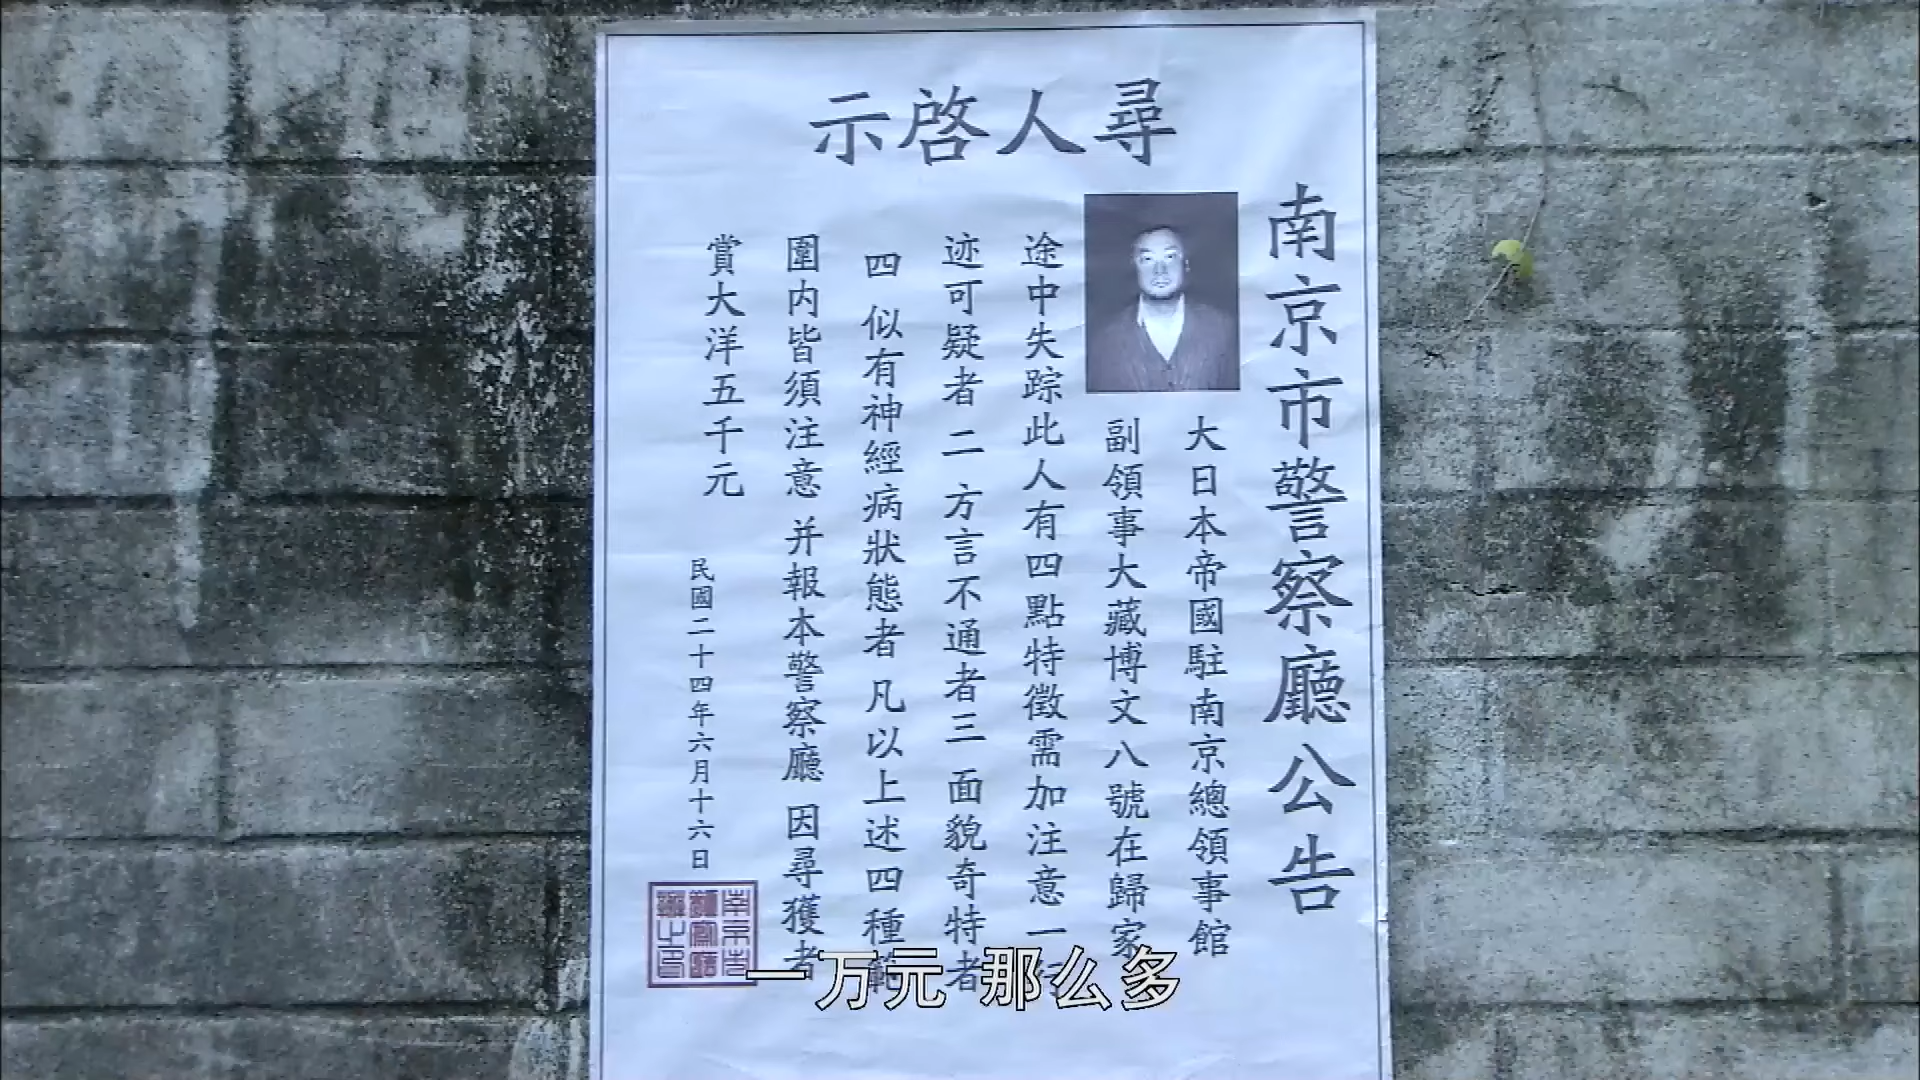 尋人啓示
南京市警察廳公告
大日本帝國駐南京總領事館
副領事大藏博文八號在歸家
途中失踪此人有四點特徵需加注意一行
迹可疑者二方言不通者三面貌奇特者
四似有神經病狀態者凡以上述四種範
圍内皆須注意并報本警察廳因尋獲者
賞大洋五千元
民國二十四年六月十六日
一万元 那么多